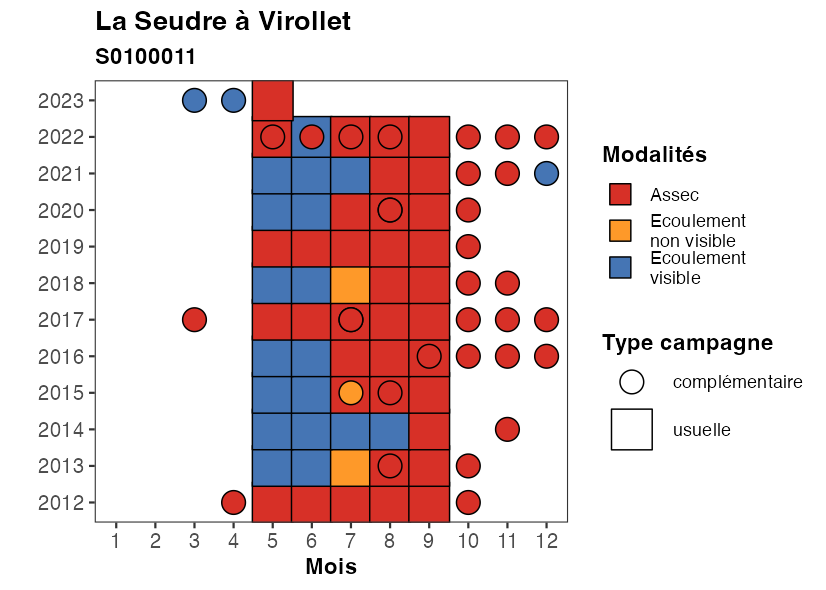 La Seudre à Virollet
S0100011
2023
2022
2021
2020
2019
2018
2017
2016
2015
2014
2013
2012
1 2 3 4 5 6 7 8 9 10 11 12
Mois
Modalités
Assec
Ecoulement
non visible
Ecoulement
visible
Type campagne
complémentaire
usuelle